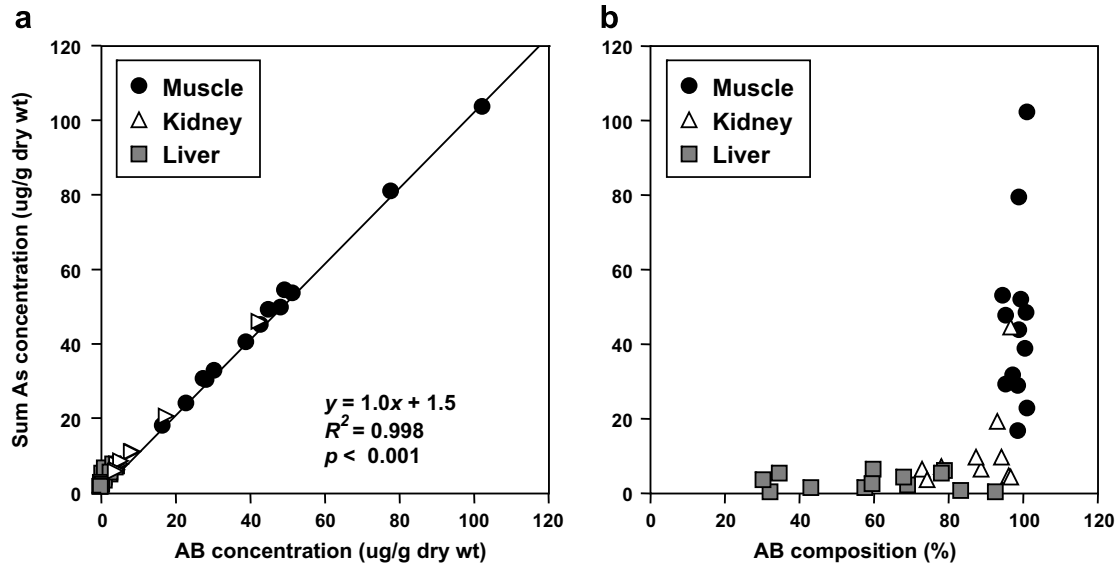 a
120
100
80
60
40
20
0
Sum As concentration (ug/g dry wt)
Muscle
Kidney
Liver
y = 1.0x + 1.5
R² = 0.998
p < 0.001
0 20 40 60 80 100 120
AB concentration (ug/g dry wt)
b
120
100
80
60
40
20
0
Muscle
Kidney
Liver
0 20 40 60 80 100 120
AB composition (%)